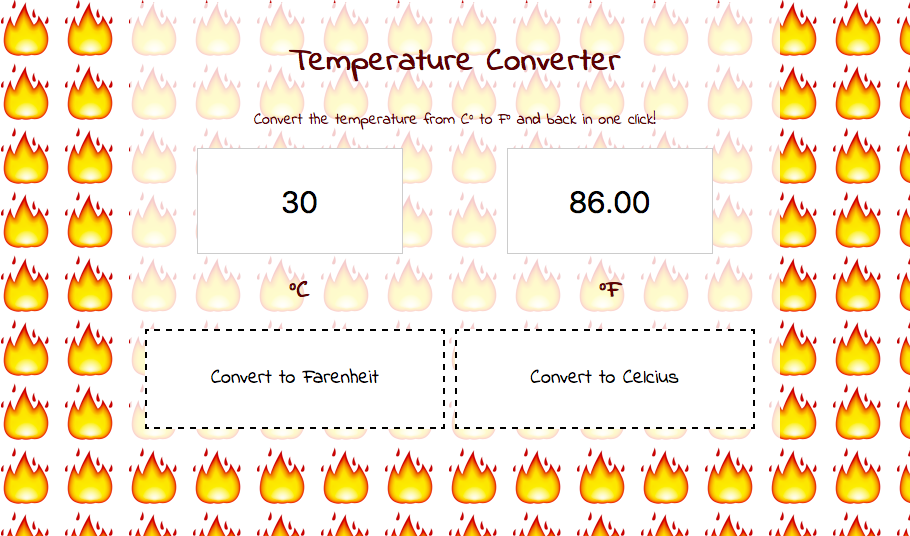 Temperature Converter
Convert the temperature from C° to F° and back in one click!
30 86.00
°C °F
Convert to Farenheit Convert to Celcius